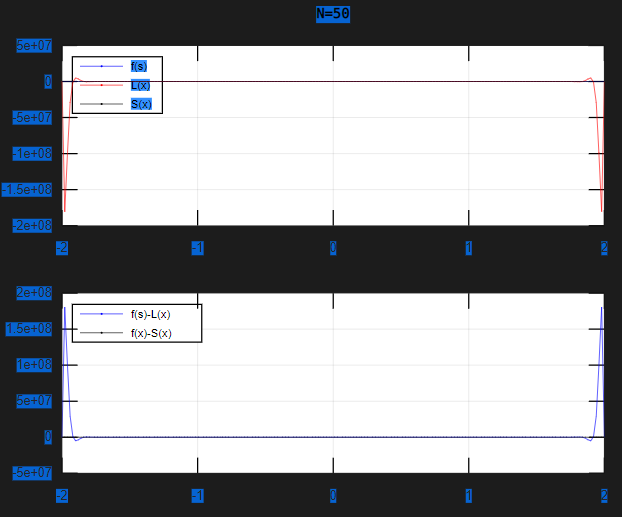 N=50
5e+07
0
-5e+07
-1e+08
-1.5e+08
-2e+08
f(s)
L(x)
S(x)
-2 -1 0 1 2
2e+08
1.5e+08
1e+08
5e+07
0
-5e+07
f(s)-L(x)
f(x)-S(x)
-2 -1 0 1 2